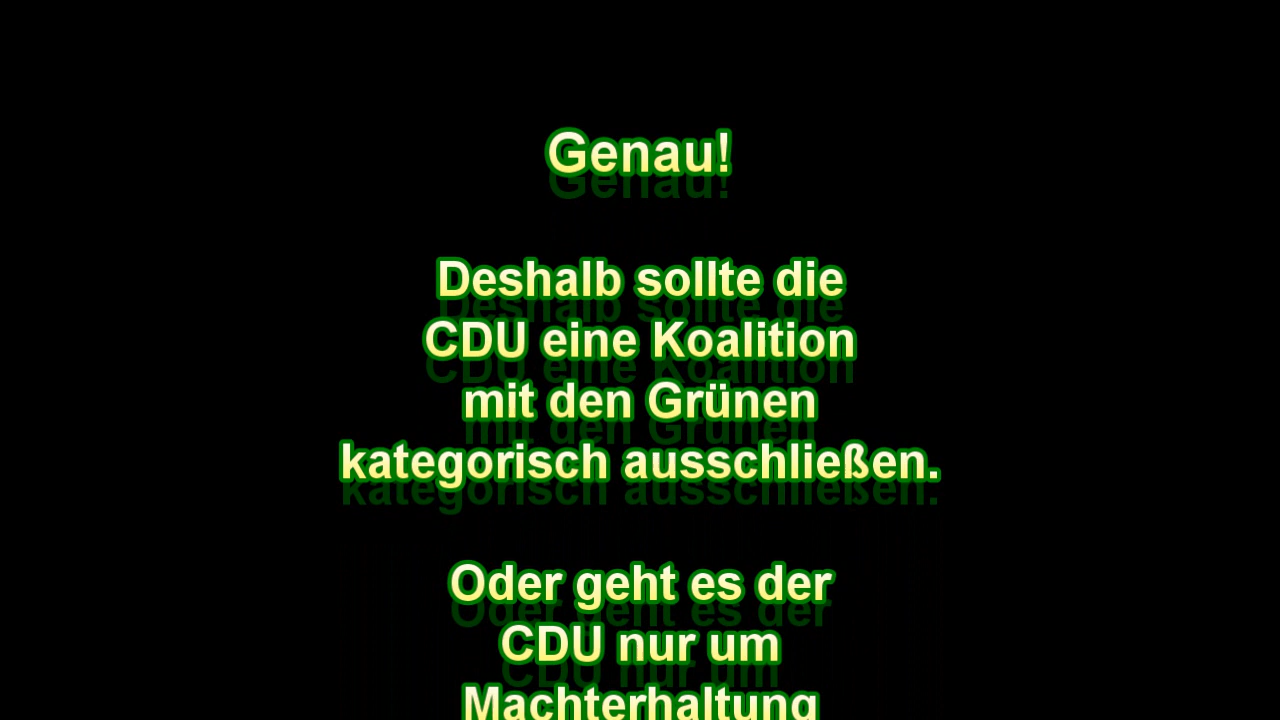 Genau!
Deshalb sollte die
CDU eine Koalition
mit den Grünen
kategorisch ausschließen.
Oder geht es der
CDU nur um
Machterhaltung